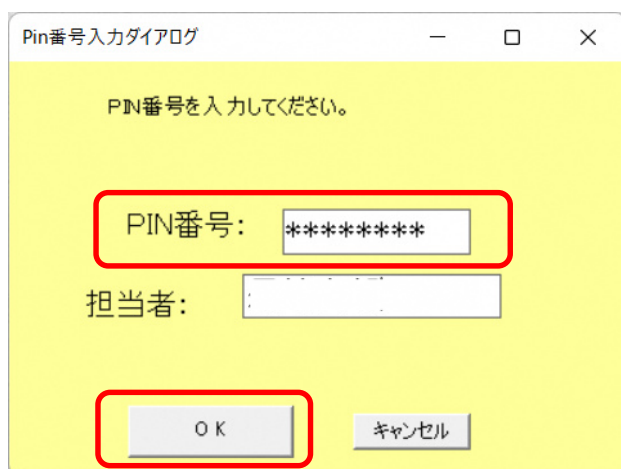 Pin番号入力ダイアログ
PIN番号を入力してください。
PIN番号: ********
担当者:
OK キャンセル